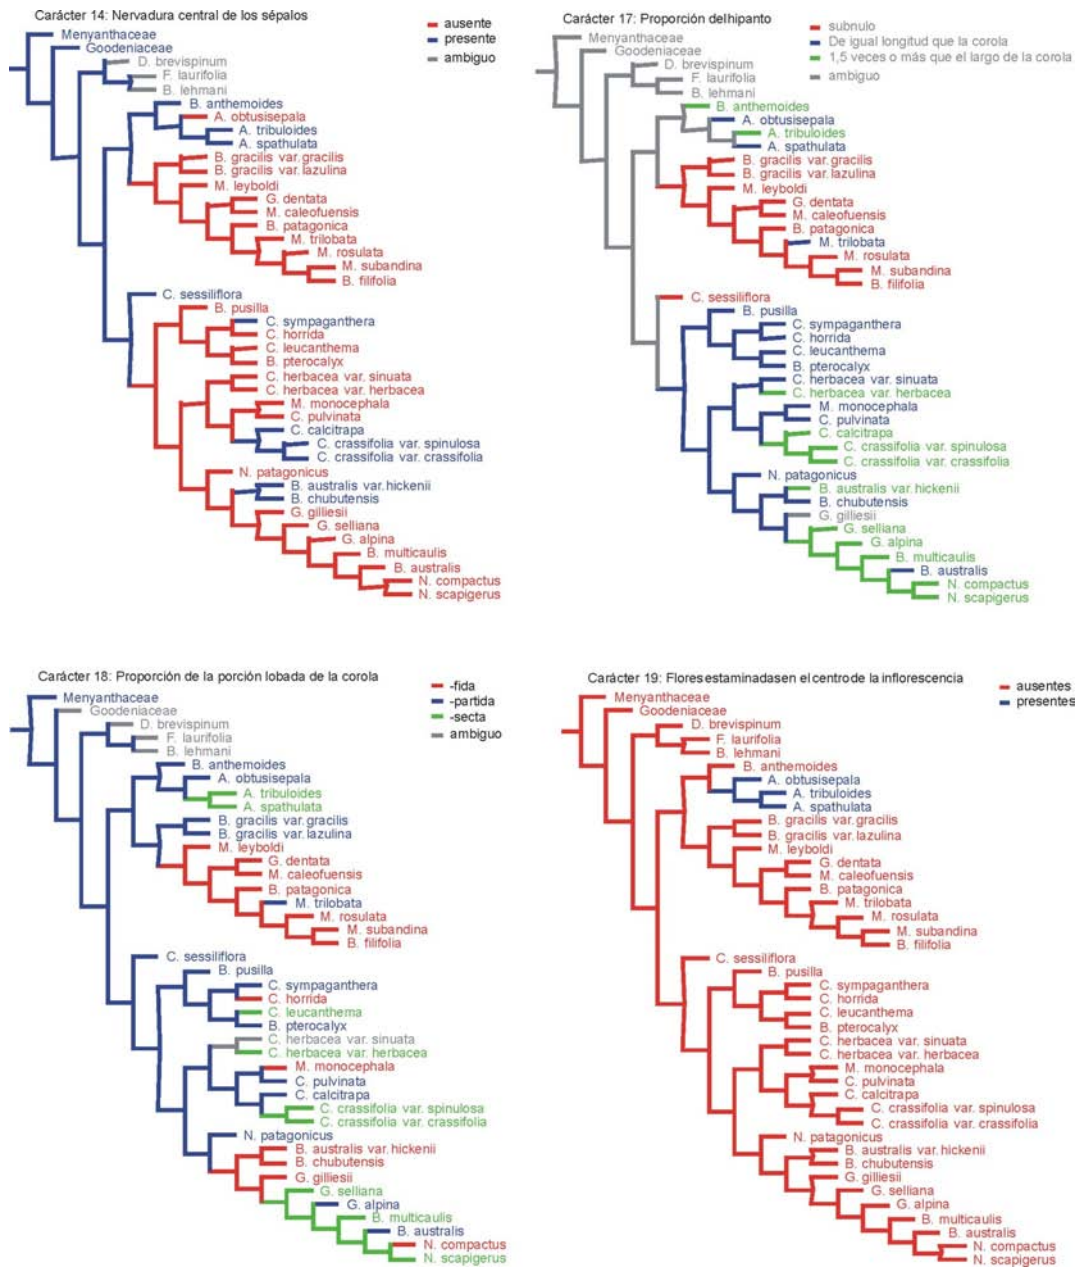 Carácter 14: Nervadura central de los sépalos
ausente
presente
ambiguo
Menyanthaceae
Goodeniaceae
D. brevispinum
F. laurifolia
B. lehmani
B. anthemoides
A. obtusisepala
A. tribuloides
A. spathulata
B. gracilis var. gracilis
B. gracilis var. lazulina
M. leyboldi
G. dentata
M. caleofuensis
B. patagonica
M. trilobata
M. rosulata
M. subandina
B. filifolia
C. sessiliflora
B. pusilla
C. sympaganthera
C. horrida
C. leucanthema
B. pterocalyx
C. herbacea var. sinuata
C. herbacea var. herbacea
M. monocephala
C. pulvinata
C. calcitrapa
C. crassifolia var. spinulosa
C. crassifolia var. crassifolia
N. patagonicus
B. australis var. hickenii
B. chubutensis
G. gilliesii
G. selliana
G. alpina
B. multicaulis
B. australis
N. compactus
N. scapigerus
Carácter 17: Proporción delhipanto
subnulo
De igual longitud que la corola
1,5 veces o más que el largo de la corola
ambiguo
Menyanthaceae
Goodeniaceae
D. brevispinum
F. laurifolia
B. lehmani
B. anthemoides
A. obtusisepala
A. tribuloides
A. spathulata
B. gracilis var. gracilis
B. gracilis var. lazulina
M. leyboldi
G. dentata
M. caleofuensis
B. patagonica
M. trilobata
M. rosulata
M. subandina
B. filifolia
C. sessiliflora
B. pusilla
C. sympaganthera
C. horrida
C. leucanthema
B. pterocalyx
C. herbacea var. sinuata
C. herbacea var. herbacea
M. monocephala
C. pulvinata
C. calcitrapa
C. crassifolia var. spinulosa
C. crassifolia var. crassifolia
N. patagonicus
B. australis var. hickenii
B. chubutensis
G. gilliesii
G. selliana
G. alpina
B. multicaulis
B. australis
N. compactus
N. scapigerus
Carácter 18: Proporción de la porción lobada de la corola
-fida
-partida
-secta
ambiguo
Menyanthaceae
Goodeniaceae
D. brevispinum
F. laurifolia
B. lehmani
B. anthemoides
A. obtusisepala
A. tribuloides
A. spathulata
B. gracilis var. gracilis
B. gracilis var. lazulina
M. leyboldi
G. dentata
M. caleofuensis
B. patagonica
M. trilobata
M. rosulata
M. subandina
B. filifolia
C. sessiliflora
B. pusilla
C. sympaganthera
C. horrida
C. leucanthema
B. pterocalyx
C. herbacea var. sinuata
C. herbacea var. herbacea
M. monocephala
C. pulvinata
C. calcitrapa
C. crassifolia var. spinulosa
C. crassifolia var. crassifolia
N. patagonicus
B. australis var. hickenii
B. chubutensis
G. gilliesii
G. selliana
G. alpina
B. multicaulis
B. australis
N. compactus
N. scapigerus
Carácter 19: Flores estaminadasen el centro de la inflorescencia
ausentes
presentes
Menyanthaceae
Goodeniaceae
D. brevispinum
F. laurifolia
B. lehmani
B. anthemoides
A. obtusisepala
A. tribuloides
A. spathulata
B. gracilis var. gracilis
B. gracilis var. lazulina
M. leyboldi
G. dentata
M. caleofuensis
B. patagonica
M. trilobata
M. rosulata
M. subandina
B. filifolia
C. sessiliflora
B. pusilla
C. sympaganthera
C. horrida
C. leucanthema
B. pterocalyx
C. herbacea var. sinuata
C. herbacea var. herbacea
M. monocephala
C. pulvinata
C. calcitrapa
C. crassifolia var. spinulosa
C. crassifolia var. crassifolia
N. patagonicus
B. australis var. hickenii
B. chubutensis
G. gilliesii
G. selliana
G. alpina
B. multicaulis
B. australis
N. compactus
N. scapigerus